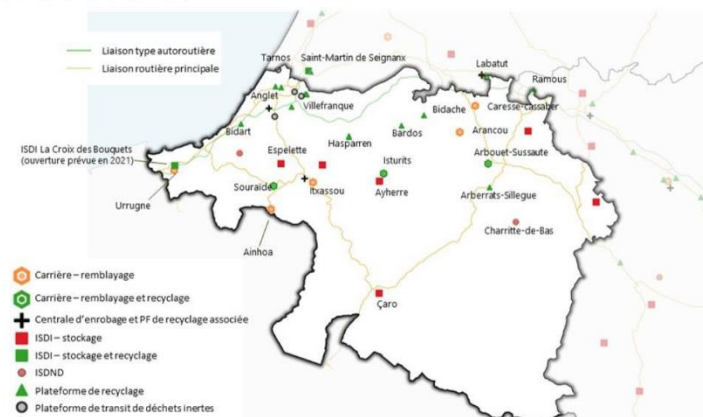 Liaison type autoroutière
Liaison routière principale
Tarnos
Saint-Martin de Seignanx
Labatut
Ramous
Anglet
Villefranque
Bidache
Caresse-Cassaber
Bidart
Hasparren
Bardos
Arancou
ISDI La Croix des Bouquets
(ouverture prévue en 2021)
Espelette
Isturits
Arbouet-Sussaute
Souraïde
Itxassou
Ayherre
Arberrats-Sillegue
Urrugne
Charritte-de-Bas
Ainhoa
Çaro
Carrière – remblayage
Carrière – remblayage et recyclage
Centrale d'enrobage et PF de recyclage associée
ISDI – stockage
ISDI – stockage et recyclage
ISDND
Plateforme de recyclage
Plateforme de transit de déchets inertes